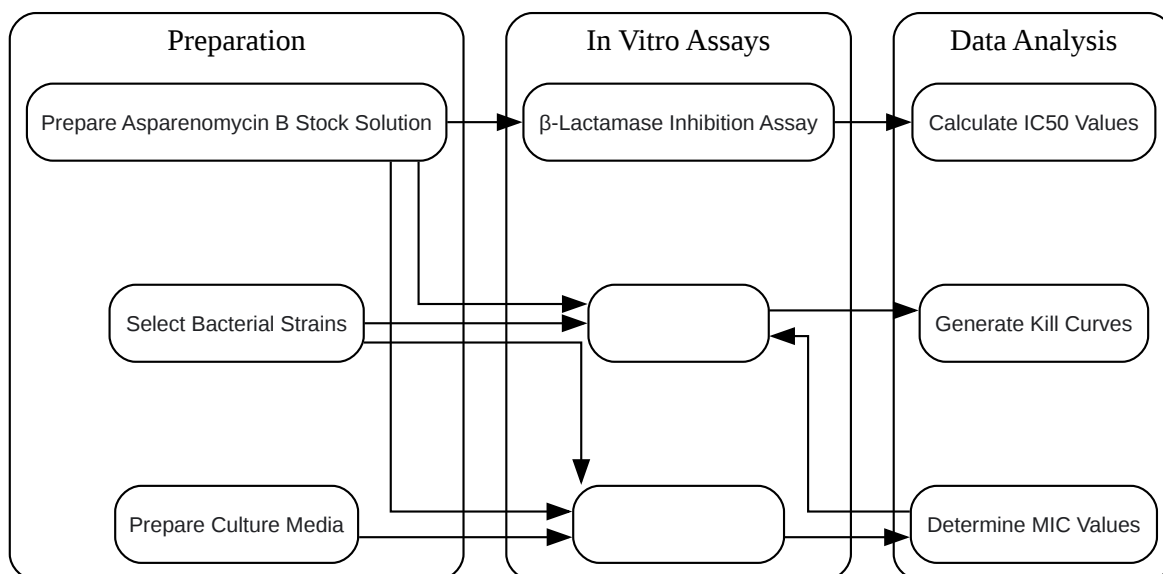 Preparation
In Vitro Assays
Data Analysis
Prepare Asparenomycin B Stock Solution
β-Lactamase Inhibition Assay
Calculate IC50 Values
Select Bacterial Strains
Generate Kill Curves
Prepare Culture Media
Determine MIC Values